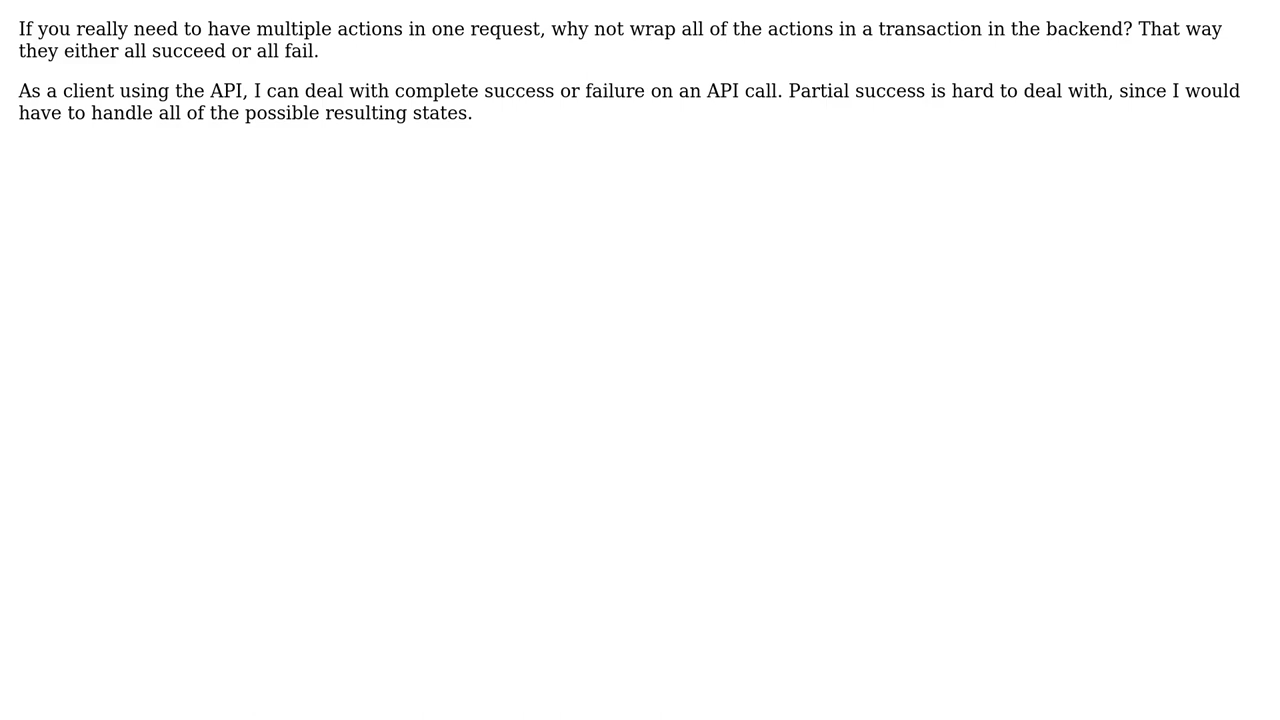 If you really need to have multiple actions in one request, why not wrap all of the actions in a transaction in the backend? That way
they either all succeed or all fail.
As a client using the API, I can deal with complete success or failure on an API call. Partial success is hard to deal with, since I would
have to handle all of the possible resulting states.